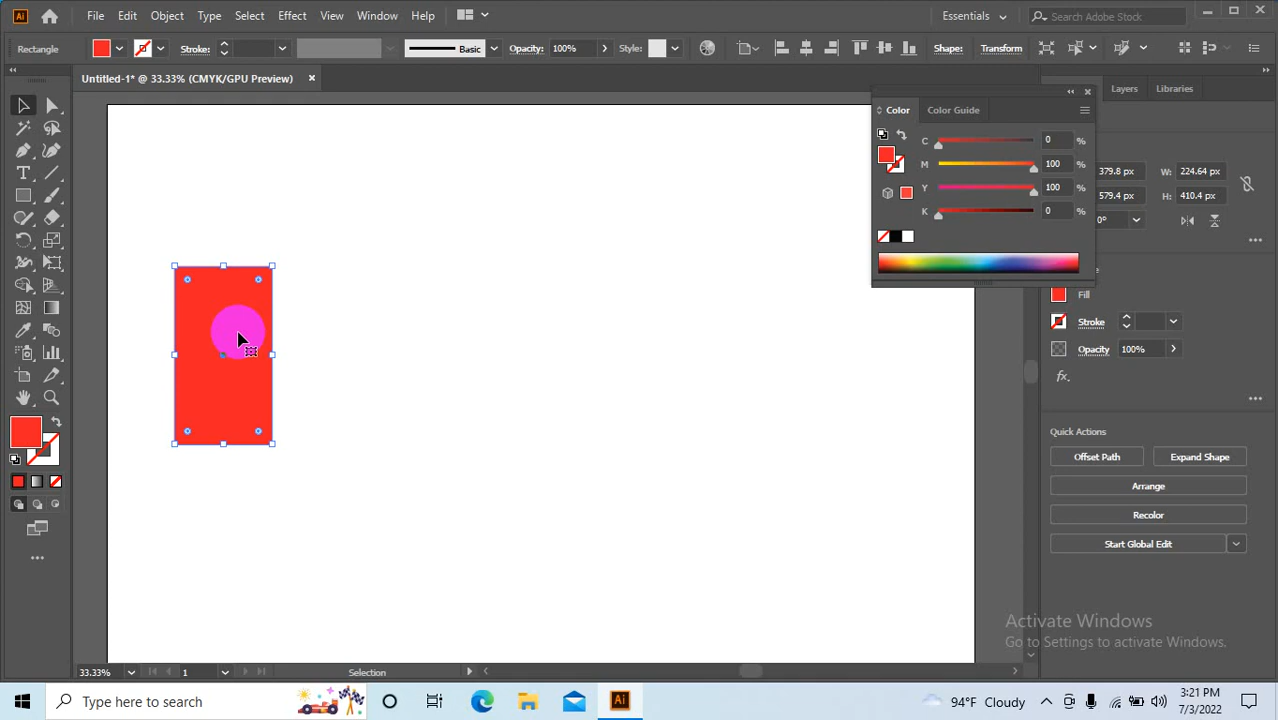 Ai File Edit Object Type Select Effect View Window Help Essentials Search Adobe Stock
Rectangle Stroke: Basic Opacity: 100% Style: Shape: Transform
Untitled-1* @ 33.33% (CMYK/GPU Preview) ×
Layers Libraries
Color Color Guide
C 0 %
M 100 %
Y 100 %
K 0 %
379.8 px W: 224.64 px
579.4 px H: 410.4 px
0°
Fill
Stroke
Opacity 100%
fx.
Quick Actions
Offset Path Expand Shape
Arrange
Recolor
Start Global Edit
Activate Windows
Go to Settings to activate Windows.
33.33% 1 Selection
Type here to search Ai 94°F Cloudy 3:21 PM
7/3/2022